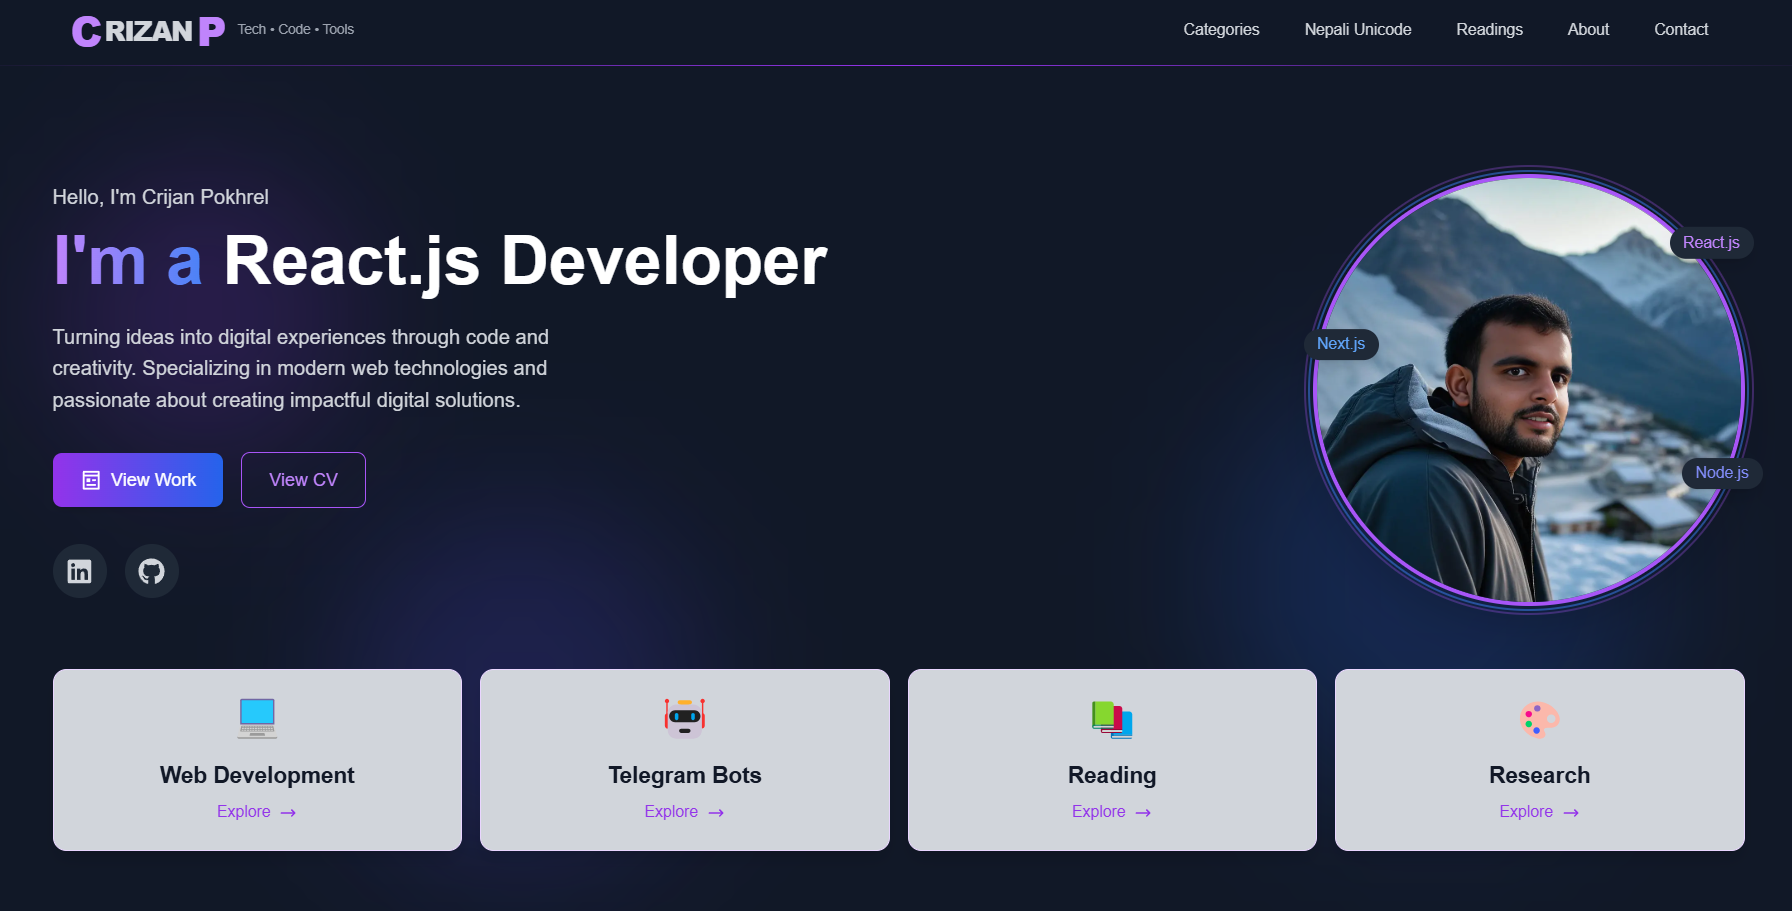 CRIZAN P Tech • Code • Tools
Categories Nepali Unicode Readings About Contact
Hello, I'm Crijan Pokhrel
I'm a React.js Developer
Turning ideas into digital experiences through code and
creativity. Specializing in modern web technologies and
passionate about creating impactful digital solutions.
View Work View CV
React.js
Next.js
Node.js
Web Development
Explore →
Telegram Bots
Explore →
Reading
Explore →
Research
Explore →